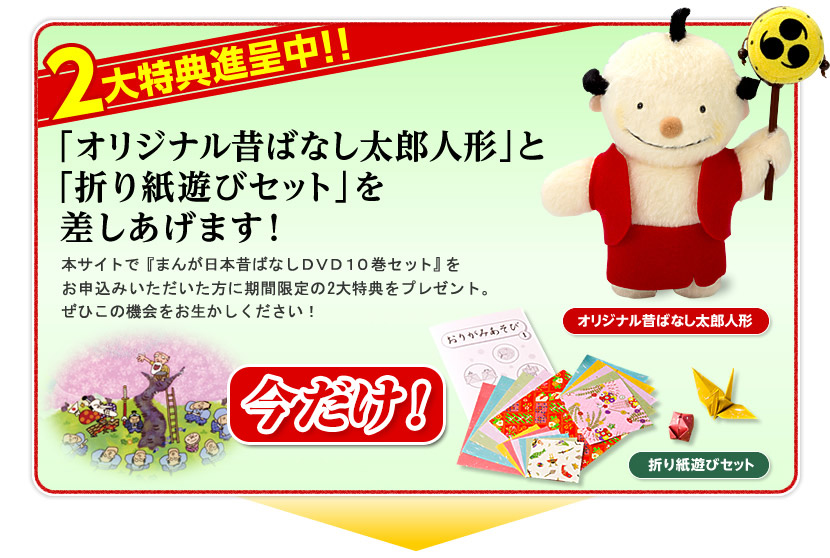 2大特典進呈中!!
「オリジナル昔ばなし太郎人形」と
「折り紙遊びセット」を
差しあげます！
本サイトで『まんが日本昔ばなしＤＶＤ１０巻セット』を
お申込みいただいた方に期間限定の2大特典をプレゼント。
ぜひこの機会をお生かしください！
オリジナル昔ばなし太郎人形
おりがみあそび
1
今だけ！
折り紙遊びセット